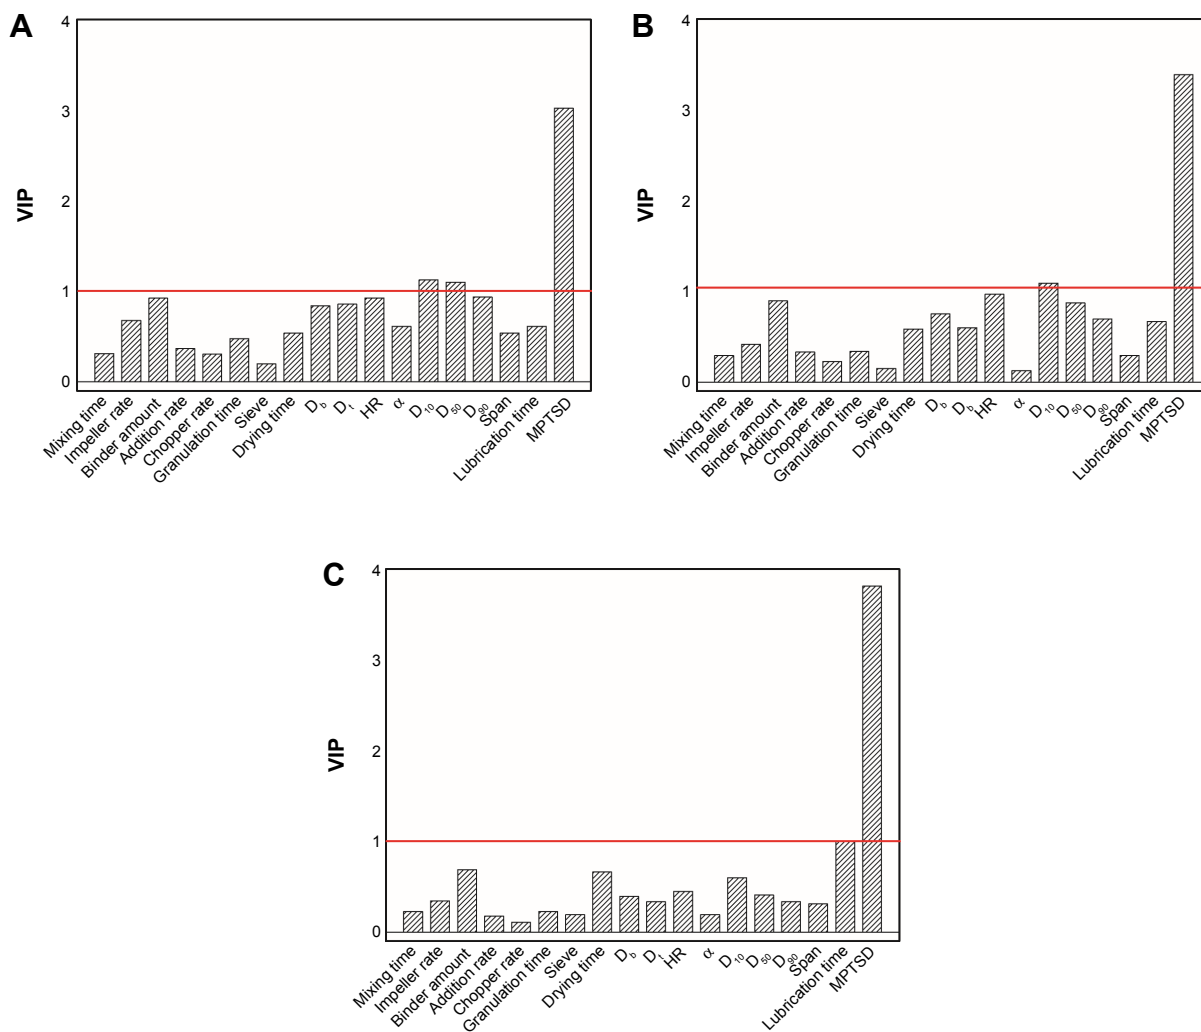 A
VIP
4
3
2
1
0
Mixing time
Impeller rate
Binder amount
Addition rate
Chopper rate
Granulation time
Sieve
Drying time
Db
Dt
HR
α
D10
D50
D90
Span
Lubrication time
MPTSD
B
VIP
4
3
2
1
0
Mixing time
Impeller rate
Binder amount
Addition rate
Chopper rate
Granulation time
Sieve
Drying time
Db
Db
HR
α
D10
D50
D90
Span
Lubrication time
MPTSD
C
VIP
4
3
2
1
0
Mixing time
Impeller rate
Binder amount
Addition rate
Chopper rate
Granulation time
Sieve
Drying time
Db
Dt
HR
α
D10
D50
D90
Span
Lubrication time
MPTSD